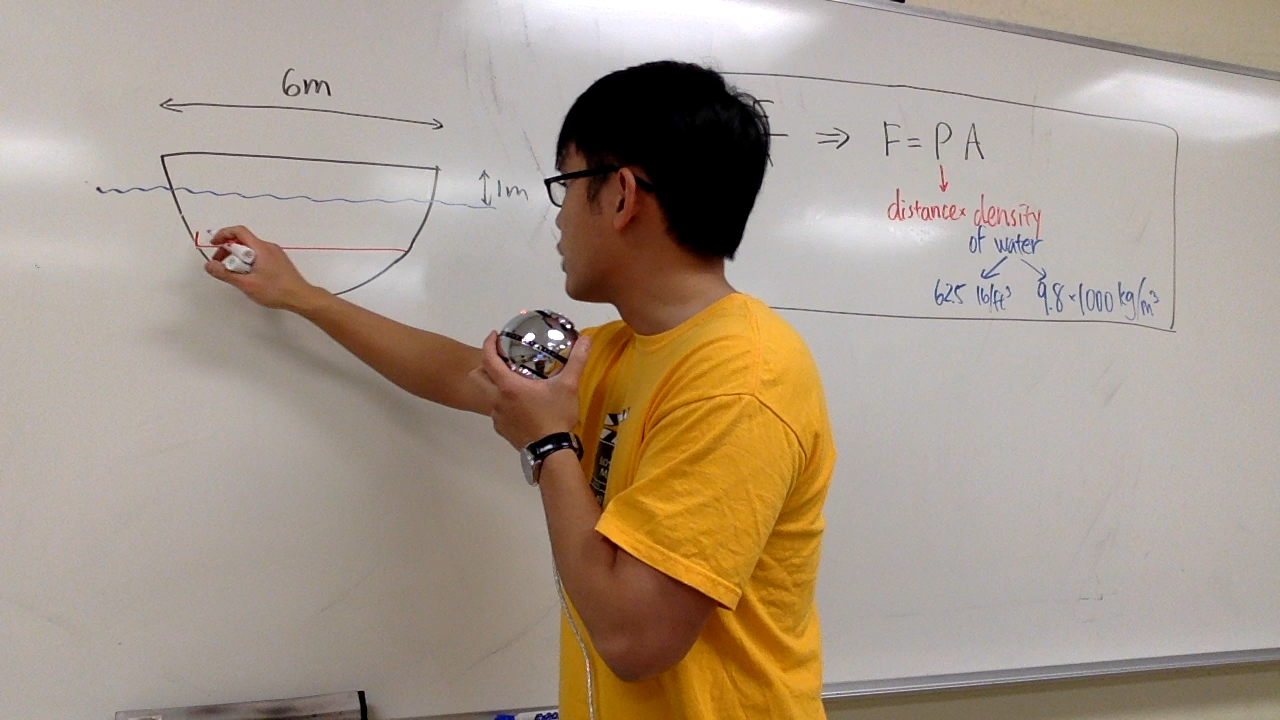 6m
1m
⇒ F = P A
distance × density
of water
62.5 lb/ft³ 9.8 × 1000 kg/m³